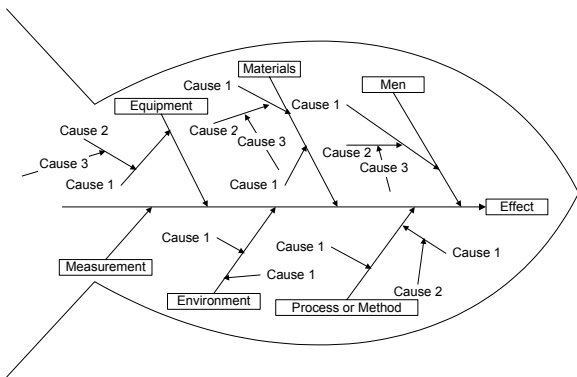 Materials
Men
Cause 1
Equipment
Cause 1
Cause 2
Cause 2
Cause 3
Cause 2
Cause 3
Cause 3
Cause 1
Cause 1
Effect
Cause 1
Cause 1
Cause 1
Measurement
Cause 1
Environment
Process or Method
Cause 2